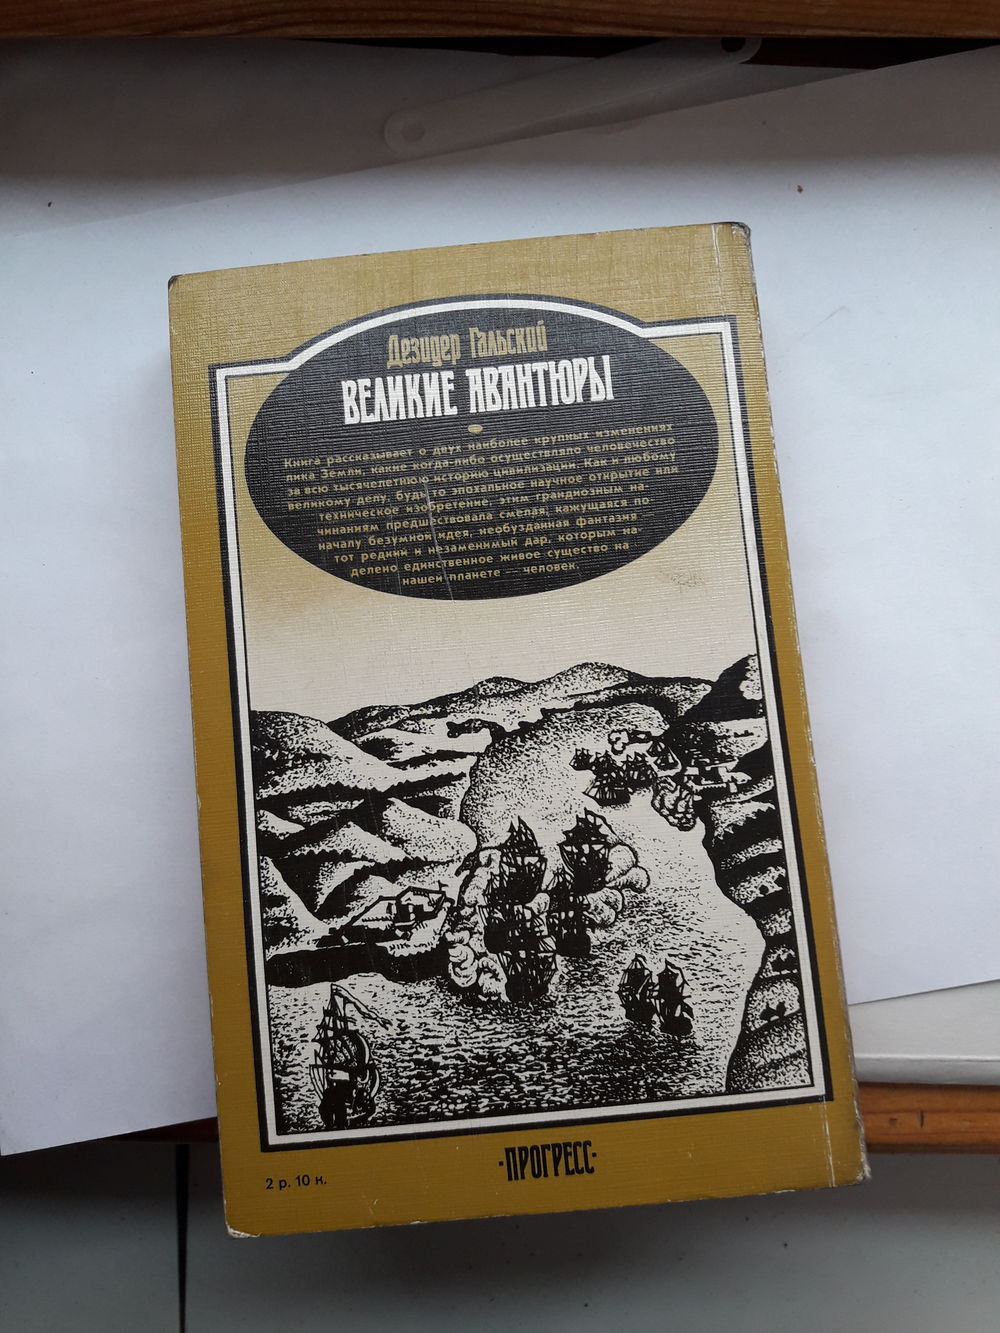 Дезидер Гальский
ВЕЛИКИЕ АВАНТЮРЫ
Книга рассказывает о двух наиболее крупных изменениях
лика Земли, какие когда-либо осуществляло человечество
за всю тысячелетнюю историю цивилизации. Как и любому
великому делу, будь то эпохальное научное открытие или
техническое изобретение, этим грандиозным на-
чинаниям предшествовала смелая, кажущаяся по-
началу безумной идея, необузданная фантазия —
тот редкий и незаменимый дар, которым на-
делено единственное живое существо на
нашей планете — человек.
·ПРОГРЕСС·
2 р. 10 к.